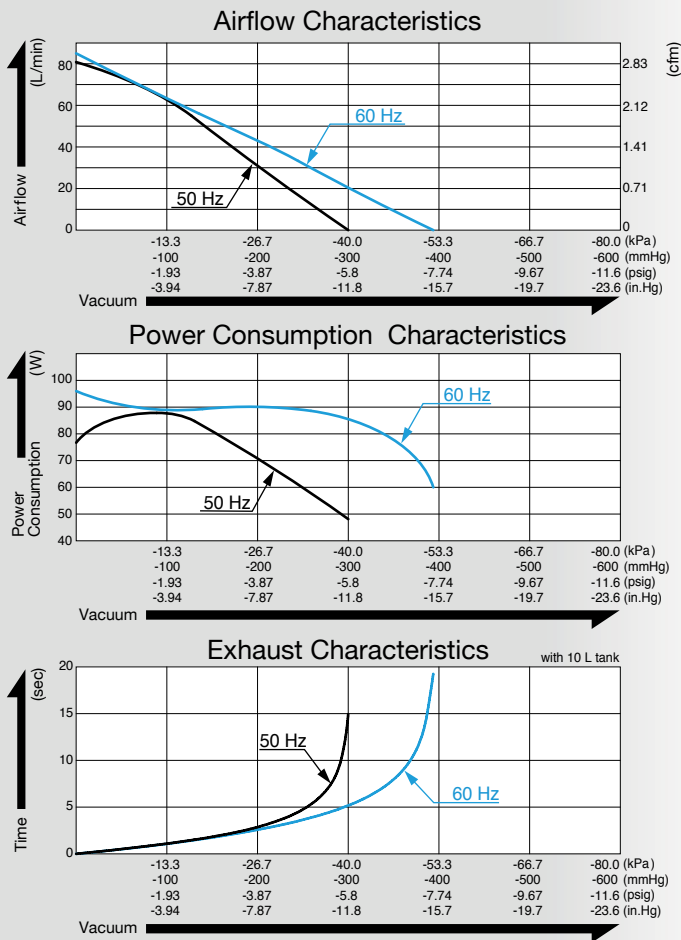 Airflow Characteristics
(L/min)
(cfm)
Airflow
80
60
40
20
0
2.83
2.12
1.41
0.71
0
60 Hz
50 Hz
-13.3 -26.7 -40.0 -53.3 -66.7 -80.0 (kPa)
-100 -200 -300 -400 -500 -600 (mmHg)
-1.93 -3.87 -5.8 -7.74 -9.67 -11.6 (psig)
-3.94 -7.87 -11.8 -15.7 -19.7 -23.6 (in.Hg)
Vacuum
Power Consumption Characteristics
(W)
Power
Consumption
100
90
80
70
60
50
40
60 Hz
50 Hz
-13.3 -26.7 -40.0 -53.3 -66.7 -80.0 (kPa)
-100 -200 -300 -400 -500 -600 (mmHg)
-1.93 -3.87 -5.8 -7.74 -9.67 -11.6 (psig)
-3.94 -7.87 -11.8 -15.7 -19.7 -23.6 (in.Hg)
Vacuum
Exhaust Characteristics
with 10 L tank
(sec)
Time
20
15
10
5
0
50 Hz
60 Hz
-13.3 -26.7 -40.0 -53.3 -66.7 -80.0 (kPa)
-100 -200 -300 -400 -500 -600 (mmHg)
-1.93 -3.87 -5.8 -7.74 -9.67 -11.6 (psig)
-3.94 -7.87 -11.8 -15.7 -19.7 -23.6 (in.Hg)
Vacuum